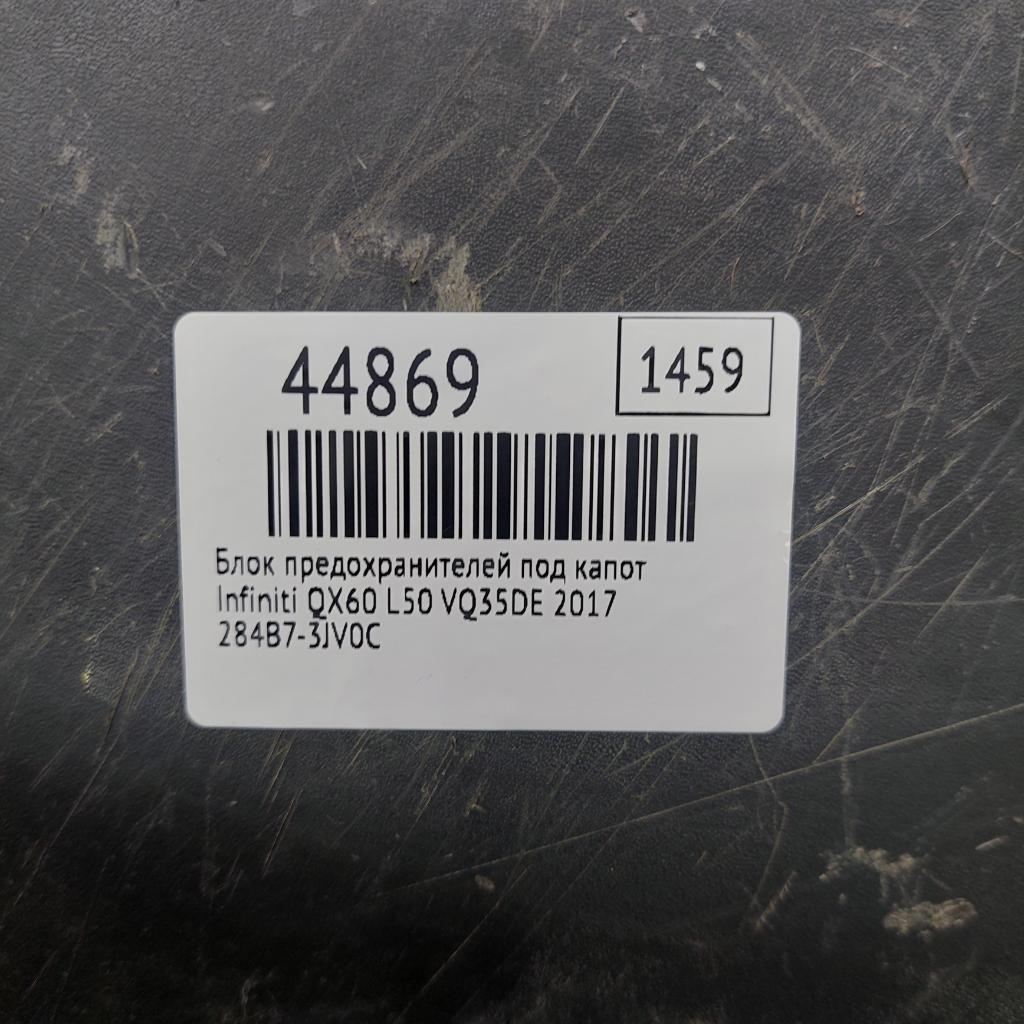 44869
1459
Блок предохранителей под капот
Infiniti QX60 L50 VQ35DE 2017
284B7-3JV0C